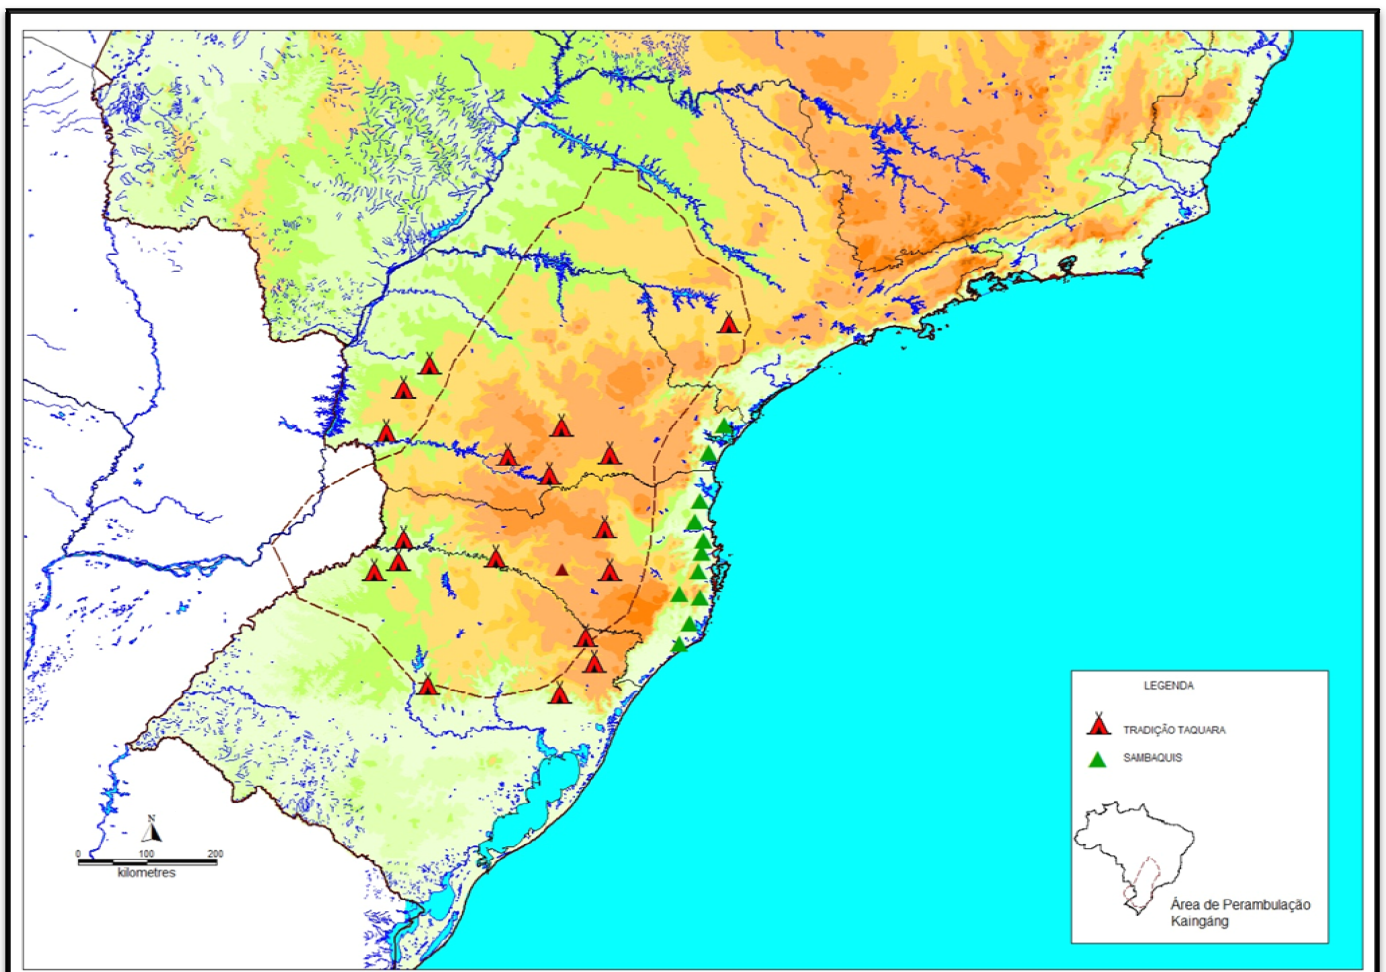 LEGENDA
TRADIÇÃO TAQUARA
SAMBAQUIS
N
0 100 200
kilometres
Área de Perambulação
Kaingáng